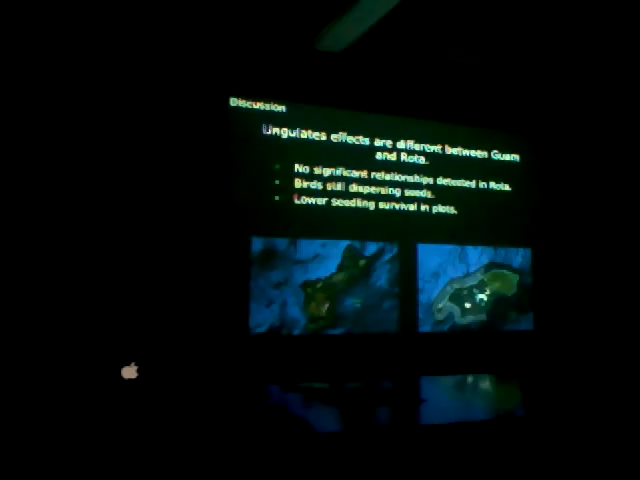 Discussion
Ungulates effects are different between Guam
and Rota.
No significant relationships detected in Rota.
Birds still dispersing seeds.
Lower seedling survival in plots.